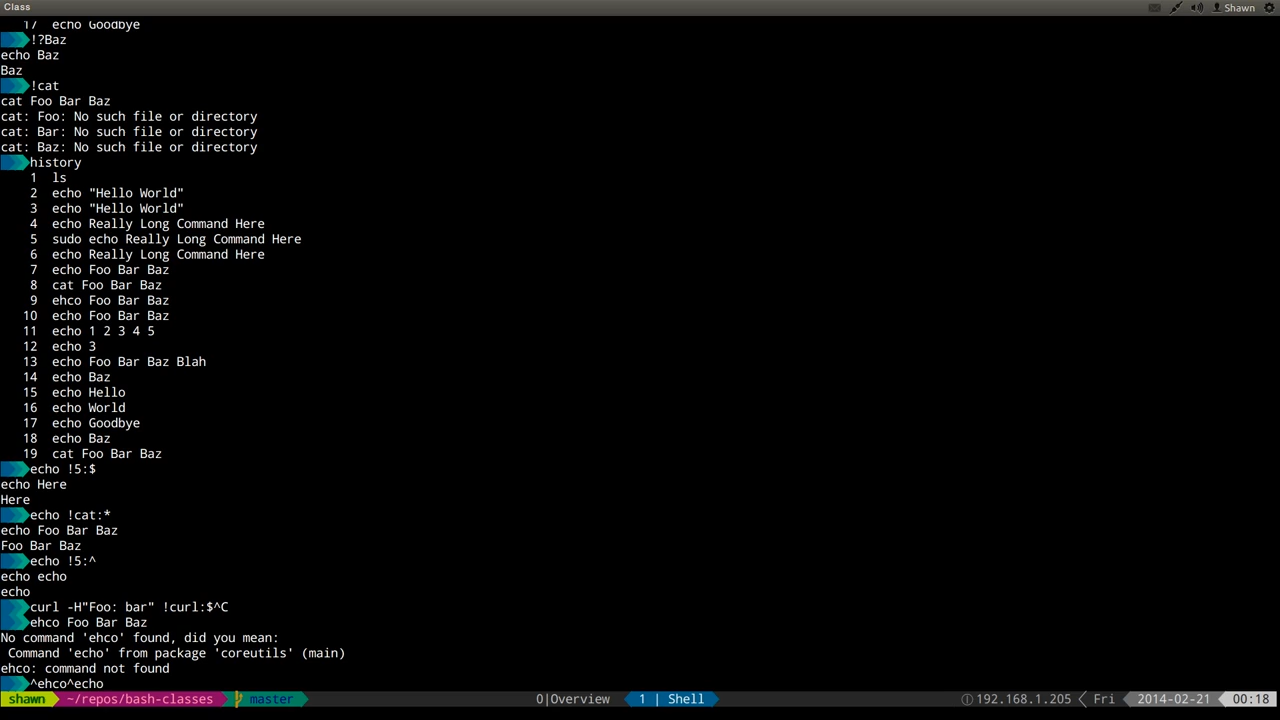 Class
Shawn
17  echo Goodbye
!?Baz
echo Baz
Baz
!cat
cat Foo Bar Baz
cat: Foo: No such file or directory
cat: Bar: No such file or directory
cat: Baz: No such file or directory
history
1  ls
2  echo "Hello World"
3  echo "Hello World"
4  echo Really Long Command Here
5  sudo echo Really Long Command Here
6  echo Really Long Command Here
7  echo Foo Bar Baz
8  cat Foo Bar Baz
9  ehco Foo Bar Baz
10  echo Foo Bar Baz
11  echo 1 2 3 4 5
12  echo 3
13  echo Foo Bar Baz Blah
14  echo Baz
15  echo Hello
16  echo World
17  echo Goodbye
18  echo Baz
19  cat Foo Bar Baz
echo !5:$
echo Here
Here
echo !cat:*
echo Foo Bar Baz
Foo Bar Baz
echo !5:^
echo echo
echo
curl -H"Foo: bar" !curl:$^C
ehco Foo Bar Baz
No command 'ehco' found, did you mean:
Command 'echo' from package 'coreutils' (main)
ehco: command not found
^ehco^echo
shawn ~/repos/bash-classes master 0|Overview 1 | Shell 192.168.1.205 Fri 2014-02-21 00:18